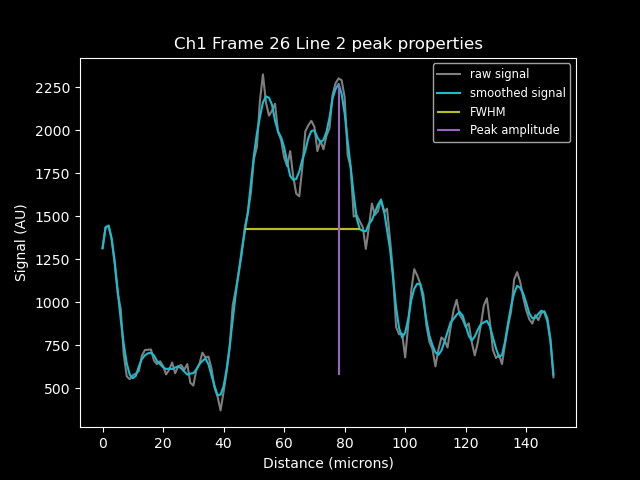 Ch1 Frame 26 Line 2 peak properties
raw signal
smoothed signal
FWHM
Peak amplitude
Signal (AU)
2250
2000
1750
1500
1250
1000
750
500
0 20 40 60 80 100 120 140
Distance (microns)